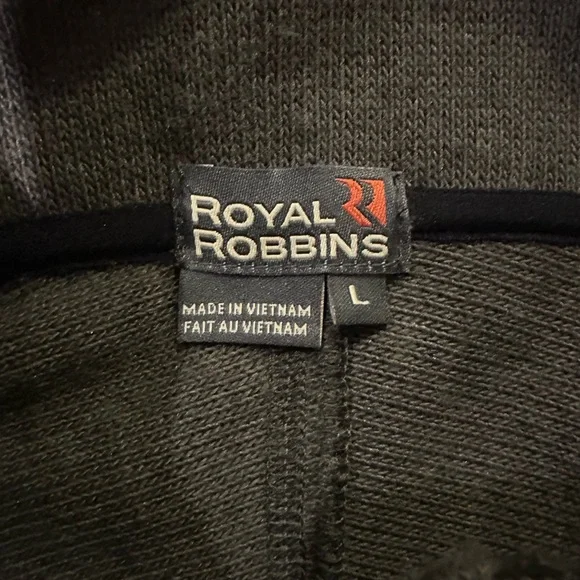 ROYAL
ROBBINS
MADE IN VIETNAM
FAIT AU VIETNAM
L